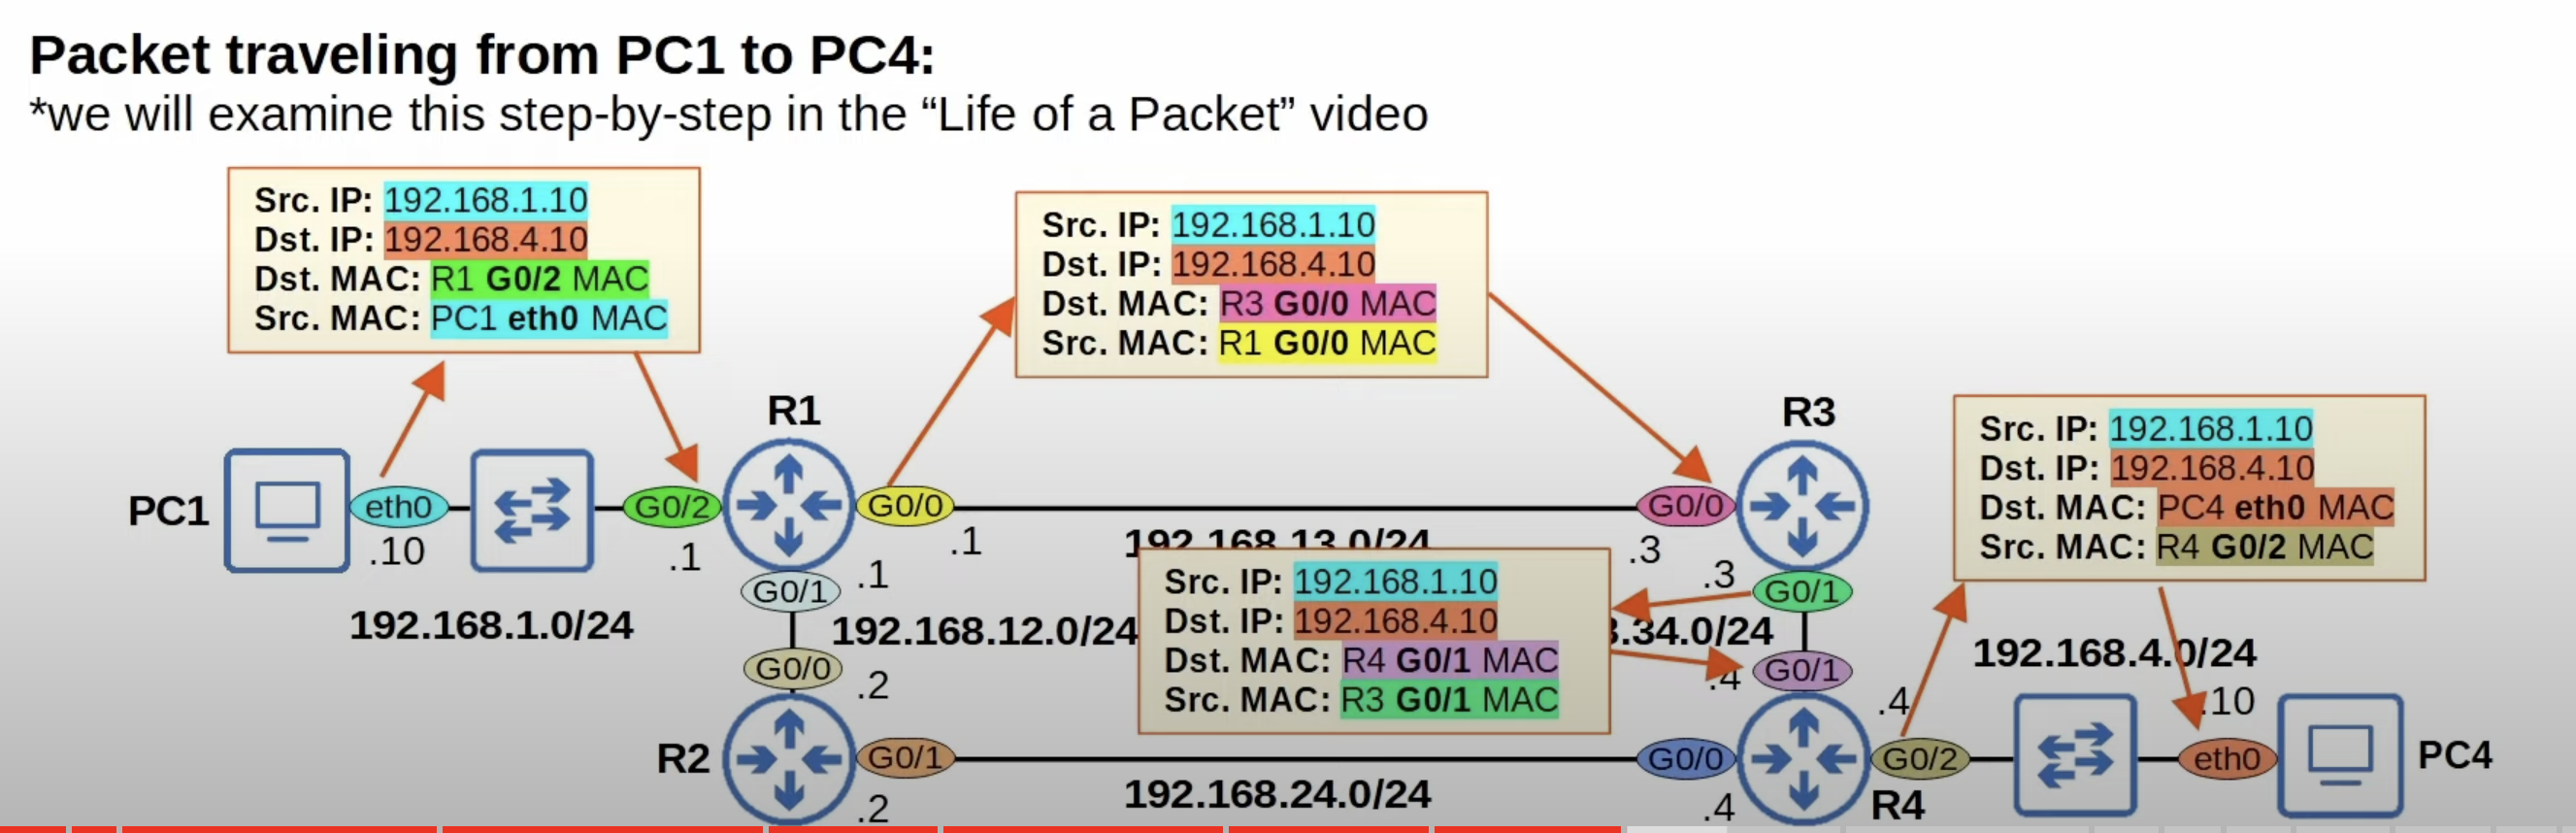 Packet traveling from PC1 to PC4:
*we will examine this step-by-step in the “Life of a Packet” video
Src. IP: 192.168.1.10
Dst. IP: 192.168.4.10
Dst. MAC: R1 G0/2 MAC
Src. MAC: PC1 eth0 MAC
Src. IP: 192.168.1.10
Dst. IP: 192.168.4.10
Dst. MAC: R3 G0/0 MAC
Src. MAC: R1 G0/0 MAC
R1
R3
Src. IP: 192.168.1.10
Dst. IP: 192.168.4.10
Dst. MAC: PC4 eth0 MAC
Src. MAC: R4 G0/2 MAC
PC1
eth0
G0/2
G0/0
G0/0
.10
.1
.1
192.168.13.0/24
.3
.3
G0/1
.1
G0/1
192.168.1.0/24
192.168.12.0/24
Src. IP: 192.168.1.10
Dst. IP: 192.168.4.10
Dst. MAC: R4 G0/1 MAC
Src. MAC: R3 G0/1 MAC
.34.0/24
192.168.4.0/24
G0/0
.2
.4
G0/1
.4
.10
R2
G0/1
G0/0
G0/2
eth0
PC4
.2
192.168.24.0/24
.4
R4